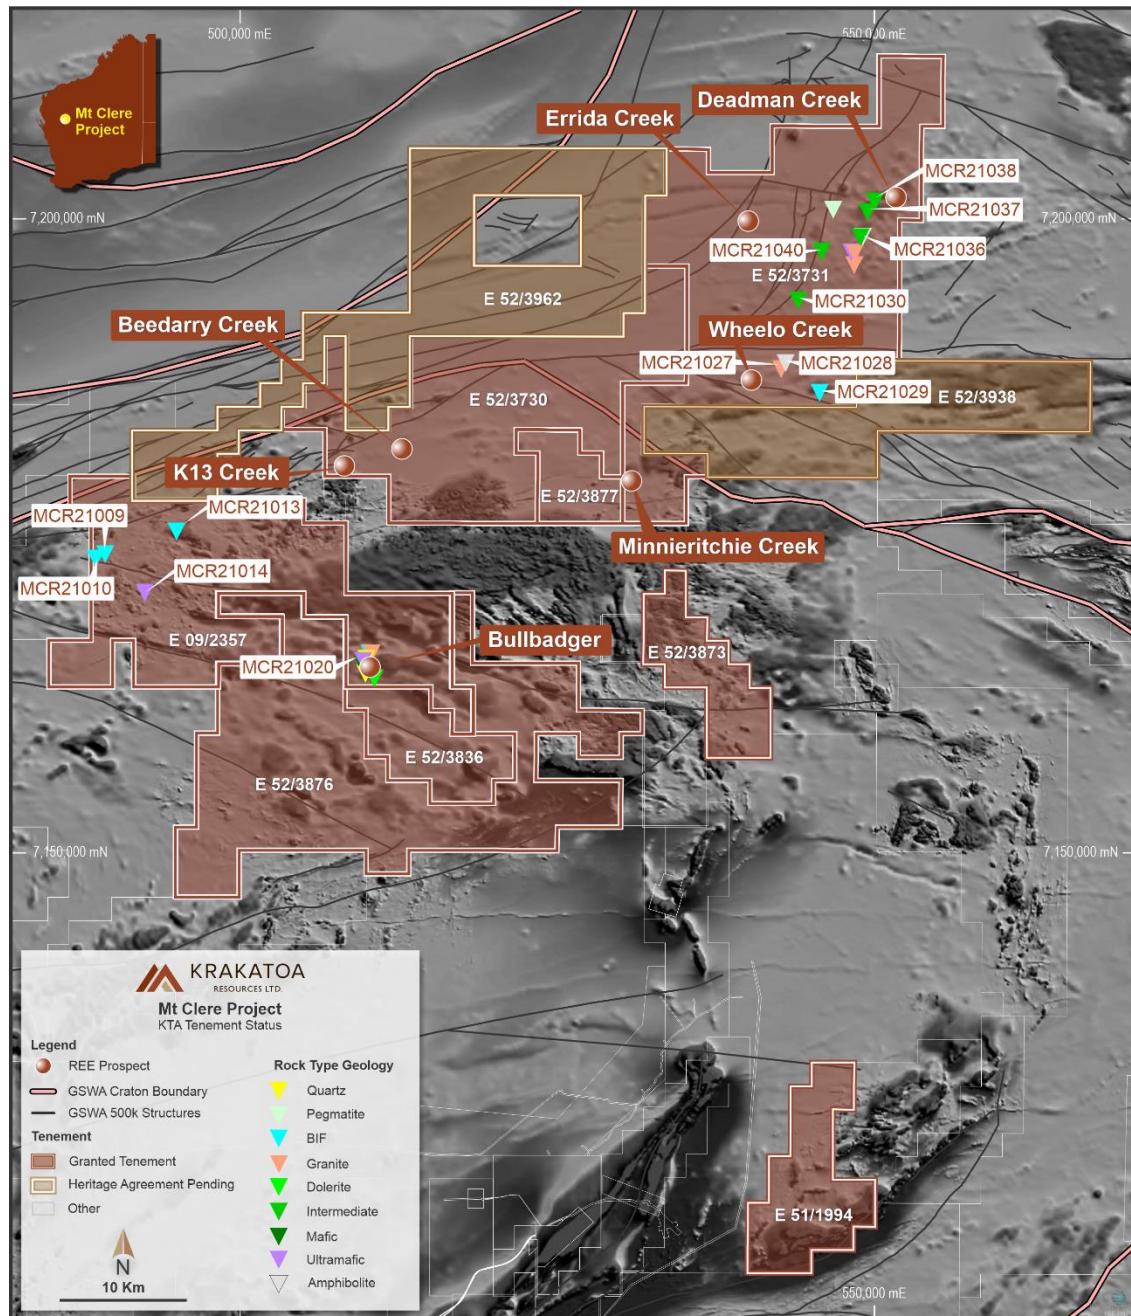 500,000 mE
550,000 mE
Mt Clere
Project
Deadman Creek
Errida Creek
MCR21038
7,200,000 mN
MCR21037
7,200,000 mN
MCR21040
MCR21036
E 52/3731
E 52/3962
MCR21030
Beedarry Creek
Wheelo Creek
MCR21027
MCR21028
MCR21029
E 52/3938
E 52/3730
K13 Creek
E 52/3877
MCR21009
MCR21013
Minnieritchie Creek
MCR21010
MCR21014
E 09/2357
Bullbadger
E 52/3873
MCR21020
E 52/3836
E 52/3876
7,150,000 mN
7,150,000 mN
KRAKATOA
RESOURCES LTD.
Mt Clere Project
KTA Tenement Status
Legend
REE Prospect
GSWA Craton Boundary
GSWA 500k Structures
Tenement
Granted Tenement
Heritage Agreement Pending
Other
N
10 Km
Rock Type Geology
Quartz
Pegmatite
BIF
Granite
Dolerite
Intermediate
Mafic
Ultramafic
Amphibolite
E 51/1994
550,000 mE